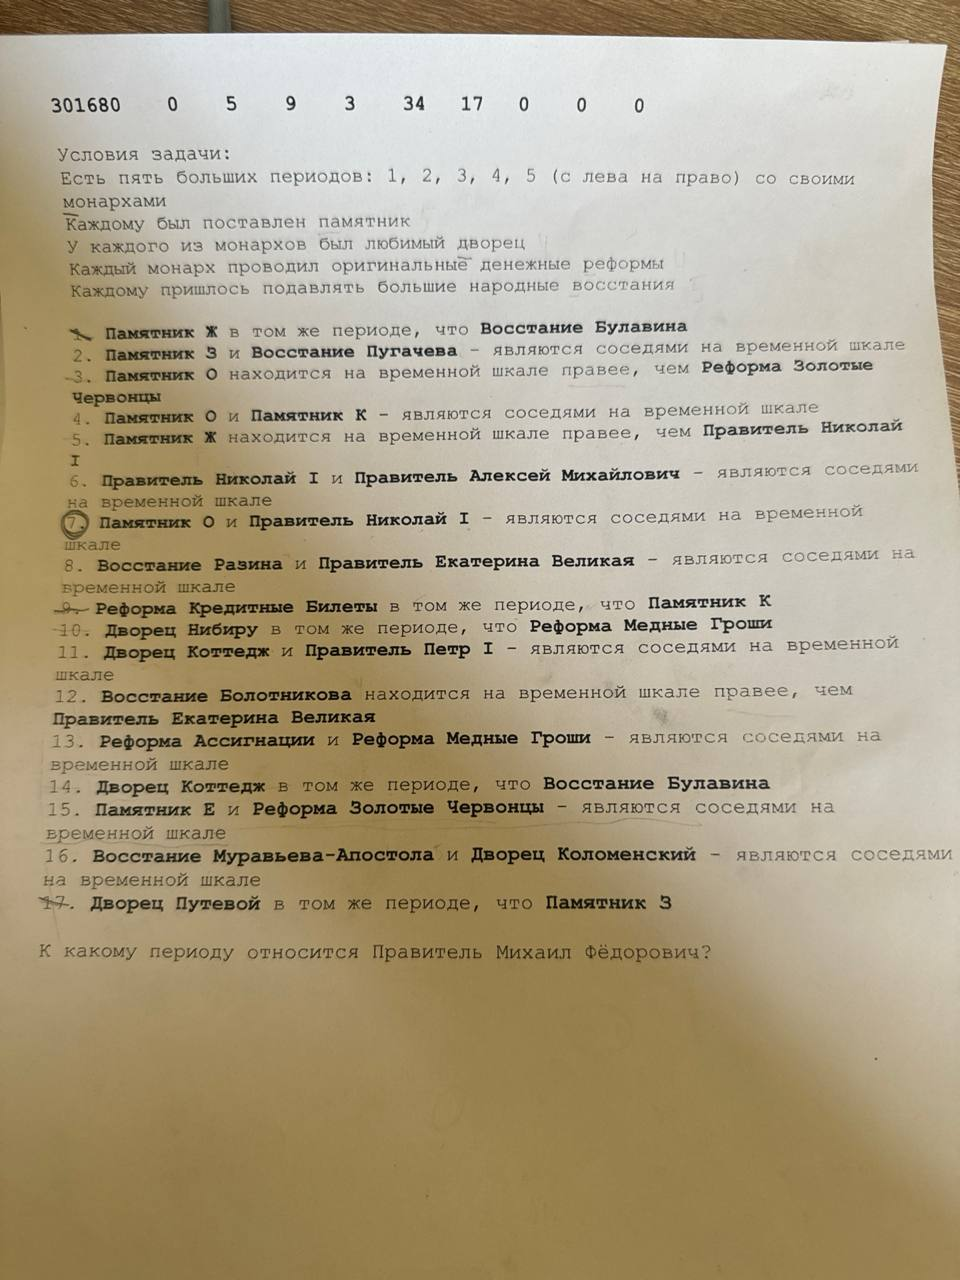 301680 0 5 9 3 34 17 0 0 0
Условия задачи:
Есть пять больших периодов: 1, 2, 3, 4, 5 (с лева на право) со своими
монархами
Каждому был поставлен памятник
У каждого из монархов был любимый дворец
Каждый монарх проводил оригинальные денежные реформы
Каждому пришлось подавлять большие народные восстания
1. Памятник Ж в том же периоде, что Восстание Булавина
2. Памятник З и Восстание Пугачева – являются соседями на временной шкале
3. Памятник О находится на временной шкале правее, чем Реформа Золотые
Червонцы
4. Памятник О и Памятник К – являются соседями на временной шкале
5. Памятник Ж находится на временной шкале правее, чем Правитель Николай
I
6. Правитель Николай I и Правитель Алексей Михайлович – являются соседями
на временной шкале
7. Памятник О и Правитель Николай I – являются соседями на временной
шкале
8. Восстание Разина и Правитель Екатерина Великая – являются соседями на
временной шкале
9. Реформа Кредитные Билеты в том же периоде, что Памятник К
10. Дворец Нибиру в том же периоде, что Реформа Медные Гроши
11. Дворец Коттедж и Правитель Петр I – являются соседями на временной
шкале
12. Восстание Болотникова находится на временной шкале правее, чем
Правитель Екатерина Великая
13. Реформа Ассигнации и Реформа Медные Гроши – являются соседями на
временной шкале
14. Дворец Коттедж в том же периоде, что Восстание Булавина
15. Памятник Е и Реформа Золотые Червонцы – являются соседями на
временной шкале
16. Восстание Муравьева-Апостола и Дворец Коломенский – являются соседями
на временной шкале
17. Дворец Путевой в том же периоде, что Памятник З
К какому периоду относится Правитель Михаил Фёдорович?